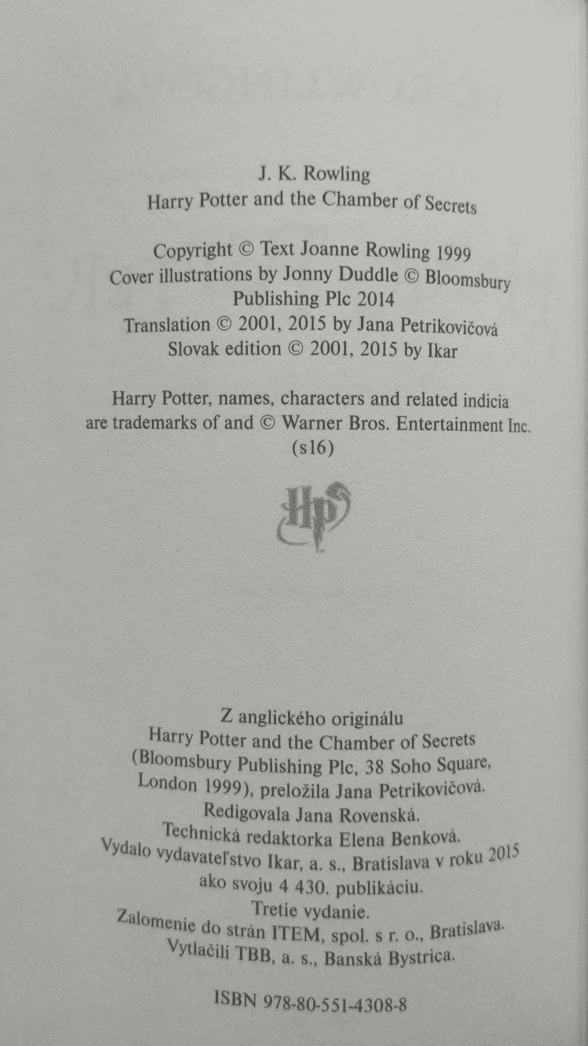 J. K. Rowling
Harry Potter and the Chamber of Secrets
Copyright © Text Joanne Rowling 1999
Cover illustrations by Jonny Duddle © Bloomsbury
Publishing Plc 2014
Translation © 2001, 2015 by Jana Petrikovičová
Slovak edition © 2001, 2015 by Ikar
Harry Potter, names, characters and related indicia
are trademarks of and © Warner Bros. Entertainment Inc.
(s16)
HP
Z anglického originálu
Harry Potter and the Chamber of Secrets
(Bloomsbury Publishing Plc, 38 Soho Square,
London 1999), preložila Jana Petrikovičová.
Redigovala Jana Rovenská.
Technická redaktorka Elena Benková.
Vydalo vydavateľstvo Ikar, a. s., Bratislava v roku 2015
ako svoju 4 430. publikáciu.
Tretie vydanie.
Zalomenie do strán ITEM, spol. s r. o., Bratislava.
Vytlačili TBB, a. s., Banská Bystrica.
ISBN 978-80-551-4308-8